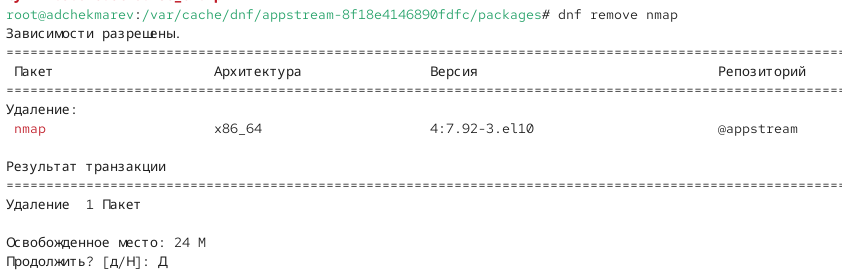 root@adchekmarev:/var/cache/dnf/appstream-8f18e4146890fdfc/packages# dnf remove nmap
Зависимости разрешены.
================================================================================
Пакет Архитектура Версия Репозиторий
================================================================================
Удаление:
nmap x86_64 4:7.92-3.el10 @appstream
Результат транзакции
================================================================================
Удаление 1 Пакет
Освобожденное место: 24 M
Продолжить? [д/Н]: Д